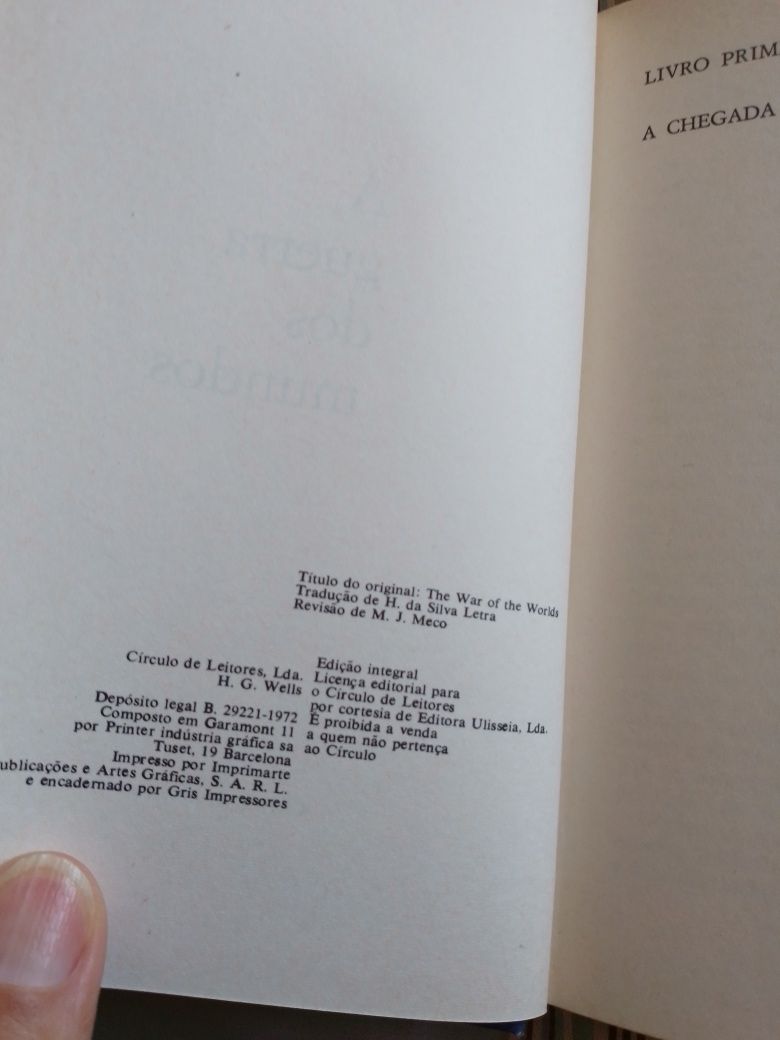 A
guerra
dos
mundos
Título do original: The War of the Worlds
Tradução de H. da Silva Letra
Revisão de M. J. Meco
Círculo de Leitores, Lda.
H. G. Wells
Depósito legal B. 29221-1972
Composto em Garamont 11
por Printer indústria gráfica sa
Tuset, 19 Barcelona
Impresso por Imprimarte
ublicações e Artes Gráficas, S. A. R. L.
e encadernado por Gris Impressores
Edição integral
Licença editorial para
o Círculo de Leitores
por cortesia de Editora Ulisseia, Lda.
É proibida a venda
a quem não pertença
ao Círculo
LIVRO PRIM
A CHEGADA